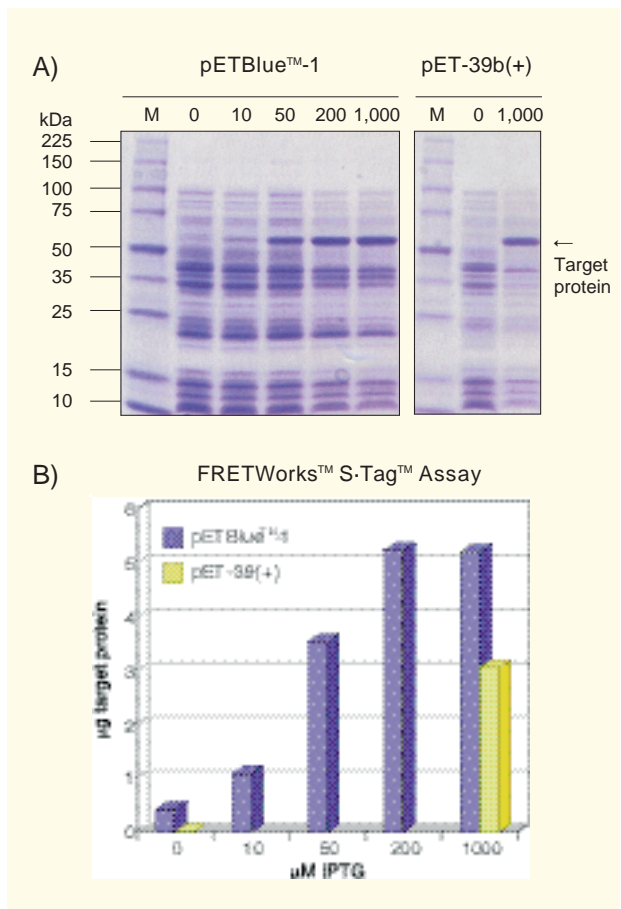 A)
pETBlue™-1
pET-39b(+)
kDa M 0 10 50 200 1,000 M 0 1,000
225
150
100
75
50
35
25
15
10
← Target
protein
B)
FRETWorks™ S·Tag™ Assay
pETBlue™-1
pET-39(+)
µg target protein
6
5
4
3
2
1
0
0 10 50 200 1000
µM IPTG